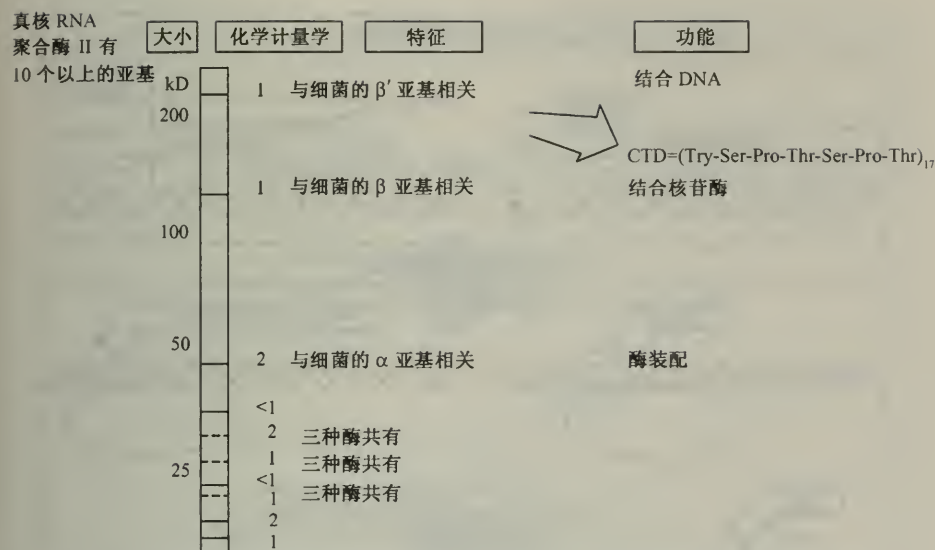 真核 RNA
聚合酶 II 有
10 个以上的亚基
大小 化学计量学 特征 功能
kD
1 与细菌的 β′ 亚基相关 结合 DNA
200
CTD=(Try-Ser-Pro-Thr-Ser-Pro-Thr)17
1 与细菌的 β 亚基相关 结合核苷酶
100
50
2 与细菌的 α 亚基相关 酶装配
<1
2 三种酶共有
1 三种酶共有
25
<1
1 三种酶共有
2
1